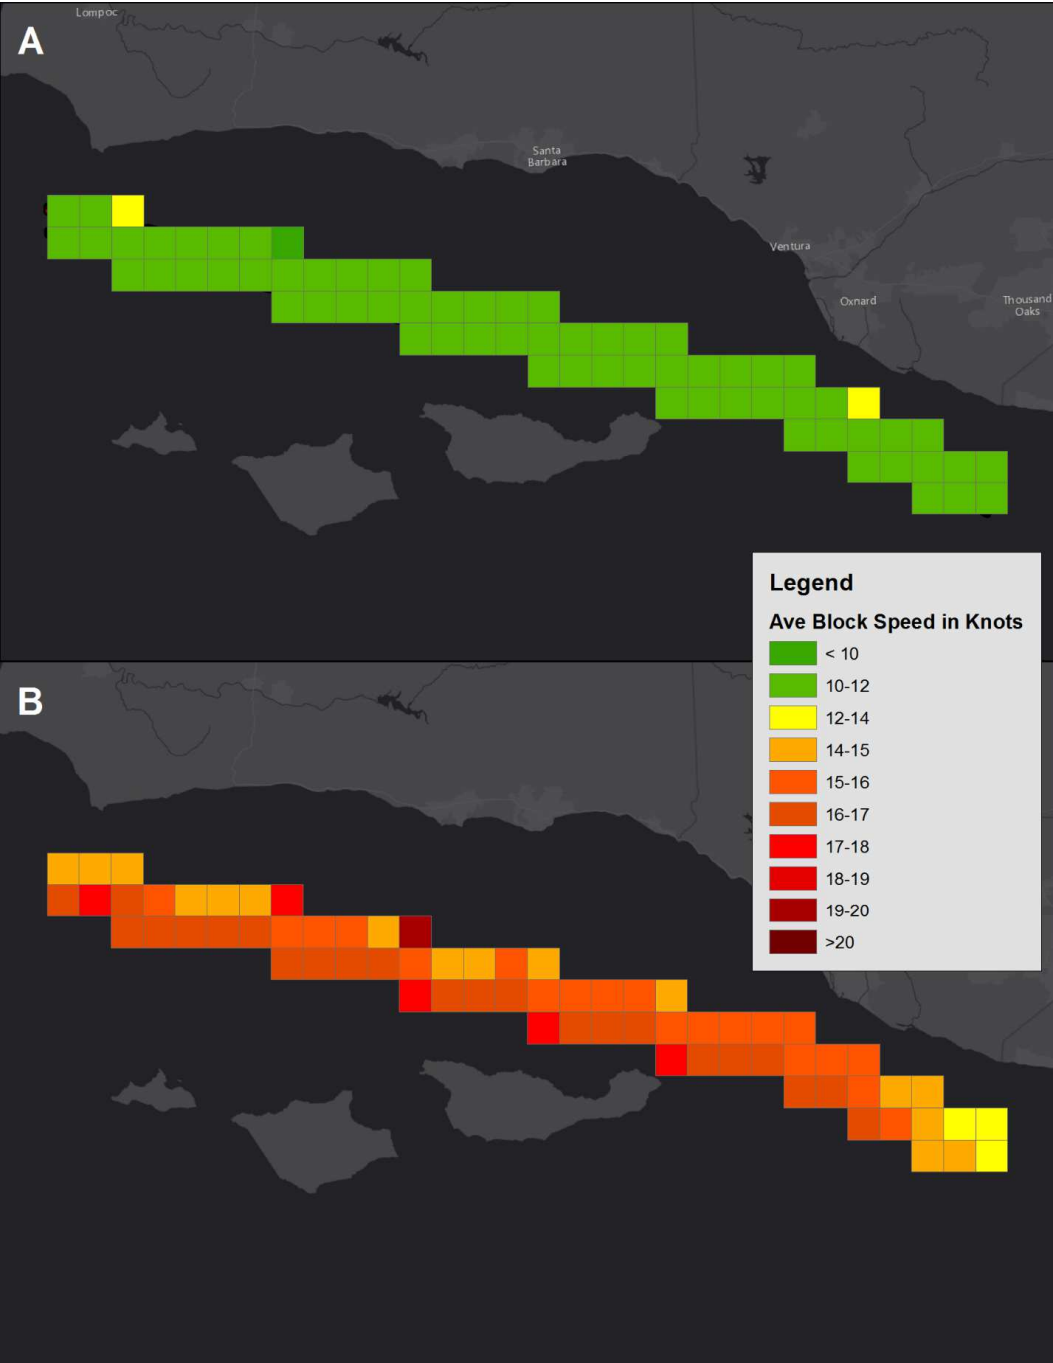 Lompoc
A
Santa
Barbara
Ventura
Oxnard
Thousand
Oaks
Legend
Ave Block Speed in Knots
< 10
10-12
12-14
14-15
15-16
16-17
17-18
18-19
19-20
>20
B